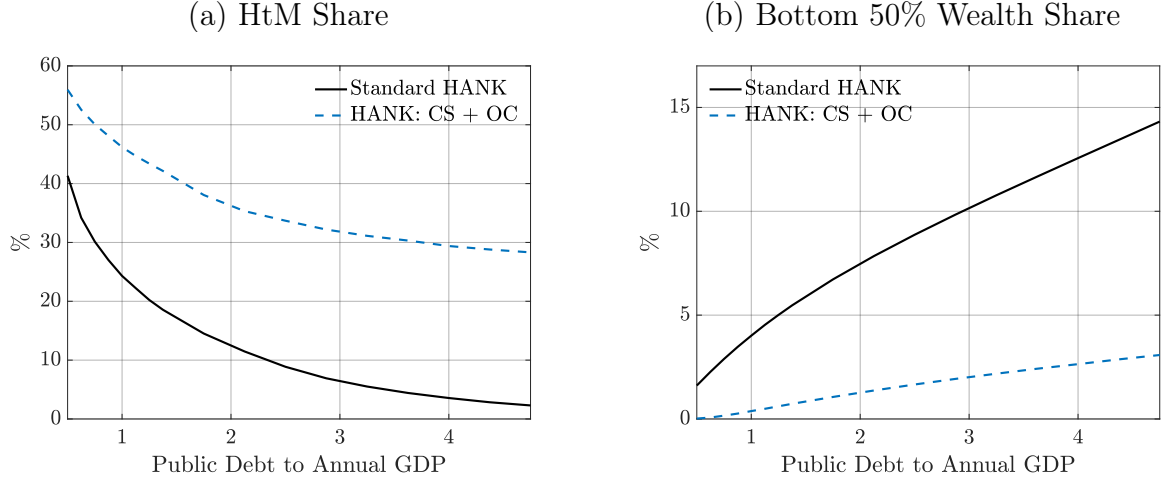 (a) HtM Share
60
50
40
30
20
10
0
%
Standard HANK
HANK: CS + OC
1 2 3 4
Public Debt to Annual GDP
(b) Bottom 50% Wealth Share
15
10
5
0
%
Standard HANK
HANK: CS + OC
1 2 3 4
Public Debt to Annual GDP